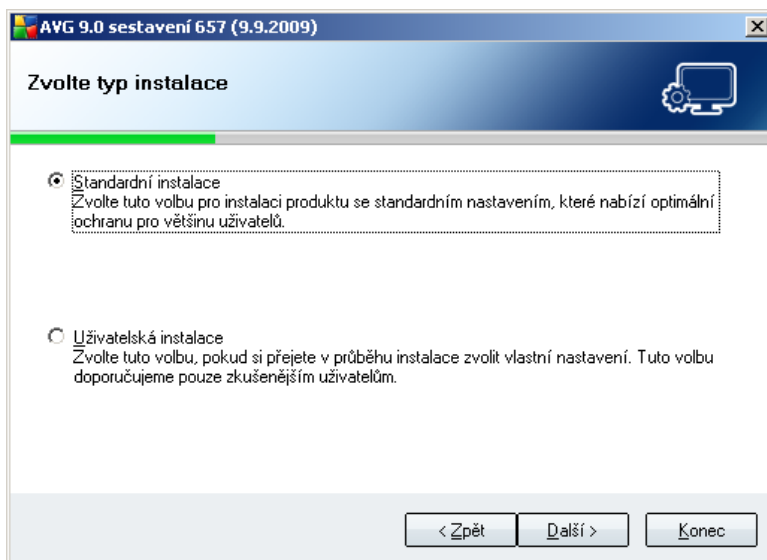 AVG 9.0 sestavení 657 (9.9.2009)
Zvolte typ instalace
Standardní instalace
Zvolte tuto volbu pro instalaci produktu se standardním nastavením, které nabízí optimální
ochranu pro většinu uživatelů.
Uživatelská instalace
Zvolte tuto volbu, pokud si přejete v průběhu instalace zvolit vlastní nastavení. Tuto volbu
doporučujeme pouze zkušenějším uživatelům.
< Zpět
Další >
Konec